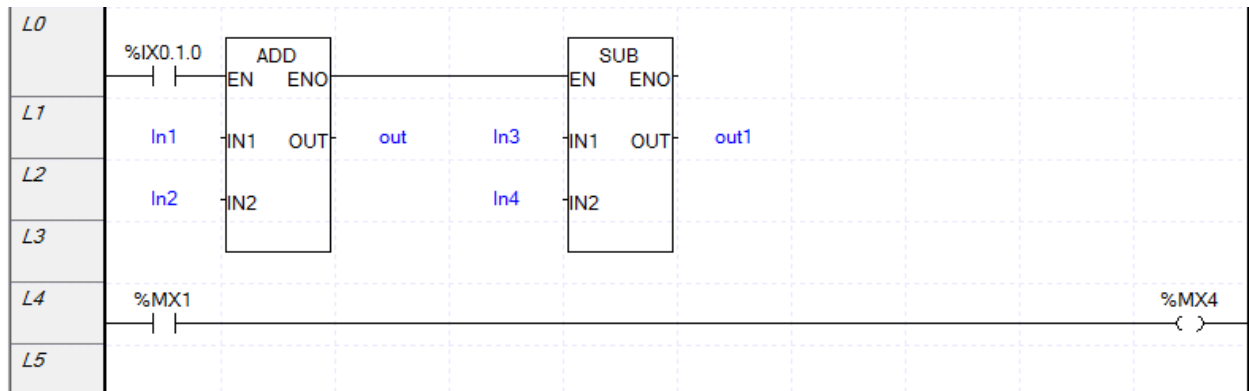 L0
%IX0.1.0 ADD SUB
EN ENO EN ENO
L1
In1 IN1 OUT out In3 IN1 OUT out1
L2
In2 IN2 In4 IN2
L3
L4
%MX1 %MX4
L5